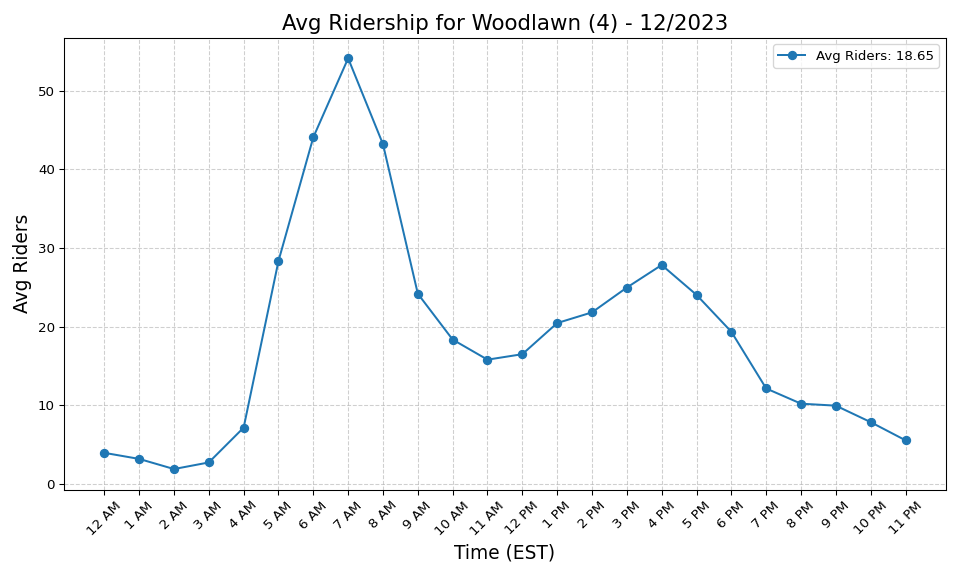 Avg Ridership for Woodlawn (4) - 12/2023
Avg Riders: 18.65
Avg Riders
50
40
30
20
10
0
12 AM
1 AM
2 AM
3 AM
4 AM
5 AM
6 AM
7 AM
8 AM
9 AM
10 AM
11 AM
12 PM
1 PM
2 PM
3 PM
4 PM
5 PM
6 PM
7 PM
8 PM
9 PM
10 PM
11 PM
Time (EST)